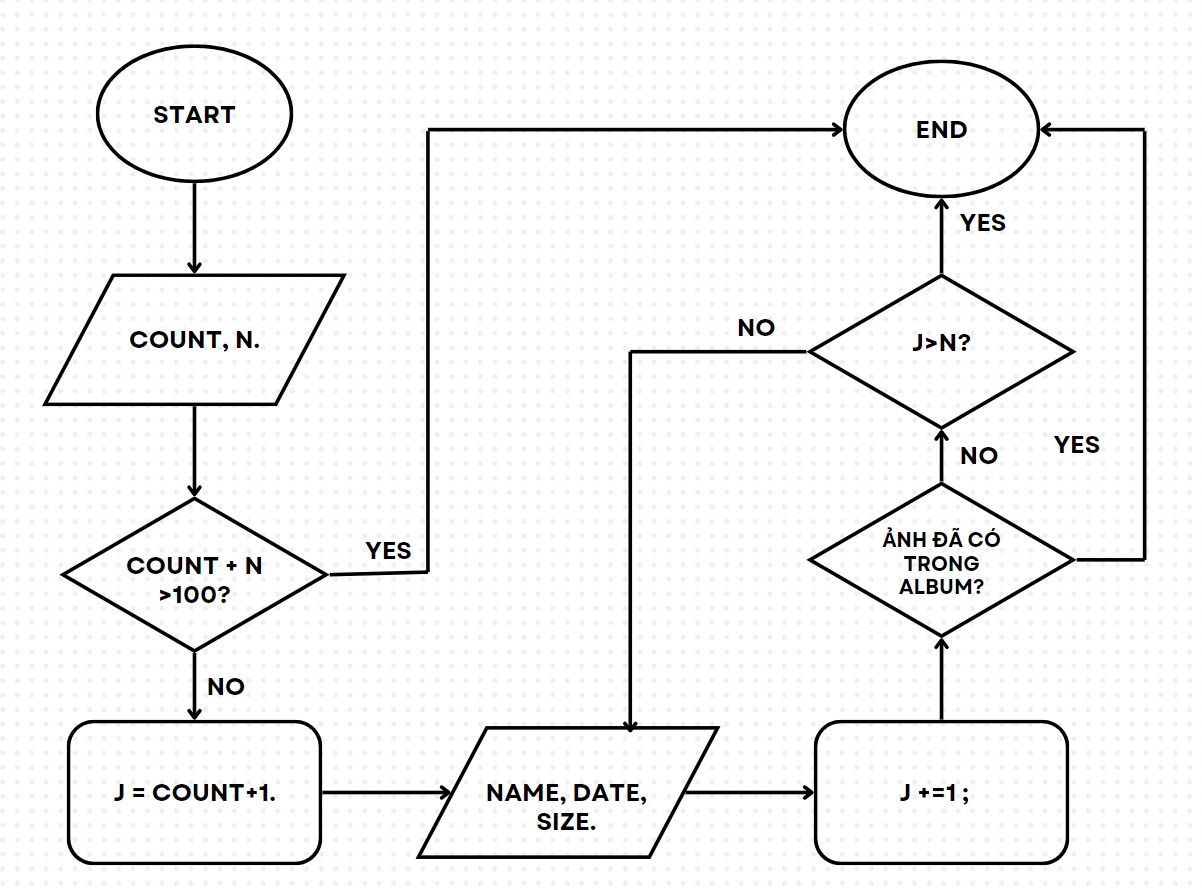 START
COUNT, N.
COUNT + N
>100?
YES
NO
J = COUNT+1.
NAME, DATE,
SIZE.
J +=1 ;
ẢNH ĐÃ CÓ
TRONG
ALBUM?
YES
NO
J>N?
NO
YES
END